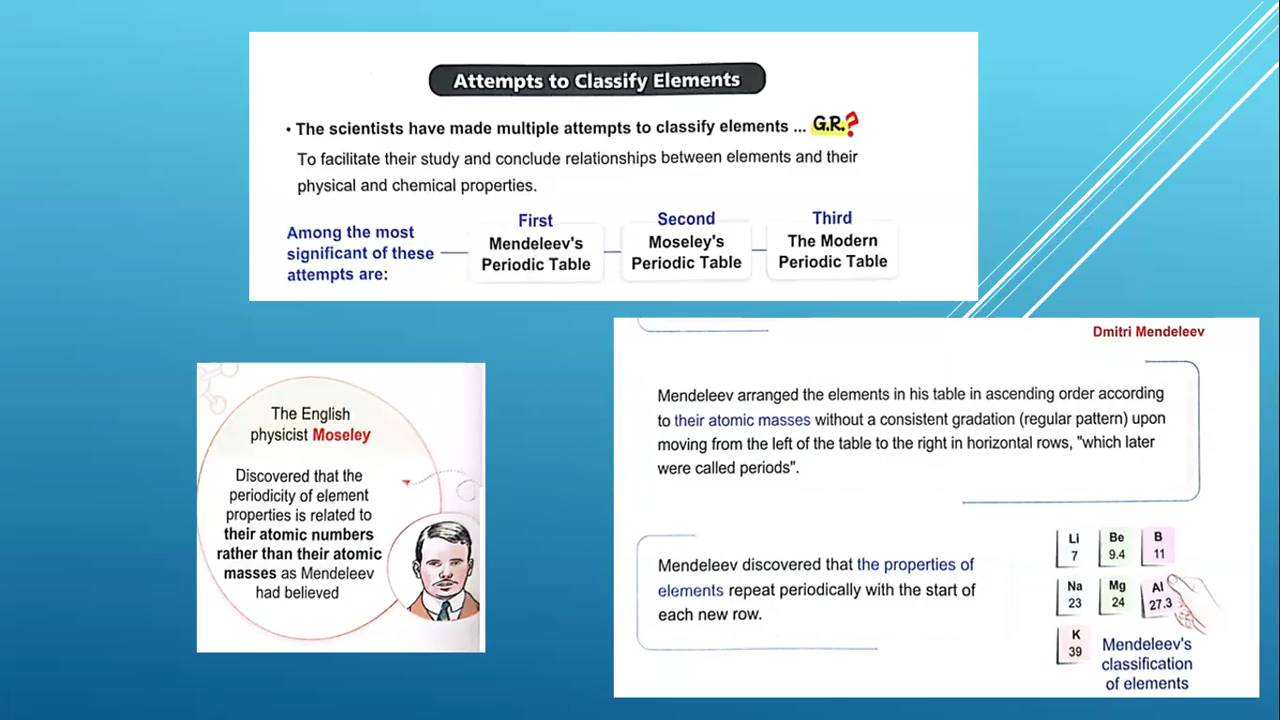 Attempts to Classify Elements
• The scientists have made multiple attempts to classify elements ... G.R.?
To facilitate their study and conclude relationships between elements and their
physical and chemical properties.
Among the most
significant of these
attempts are:
First
Mendeleev's
Periodic Table
Second
Moseley's
Periodic Table
Third
The Modern
Periodic Table
The English
physicist Moseley
Discovered that the
periodicity of element
properties is related to
their atomic numbers
rather than their atomic
masses as Mendeleev
had believed
Dmitri Mendeleev
Mendeleev arranged the elements in his table in ascending order according
to their atomic masses without a consistent gradation (regular pattern) upon
moving from the left of the table to the right in horizontal rows, "which later
were called periods".
Mendeleev discovered that the properties of
elements repeat periodically with the start of
each new row.
Li Be B
7 9.4 11
Na Mg Al
23 24 27.3
K
39
Mendeleev's
classification
of elements